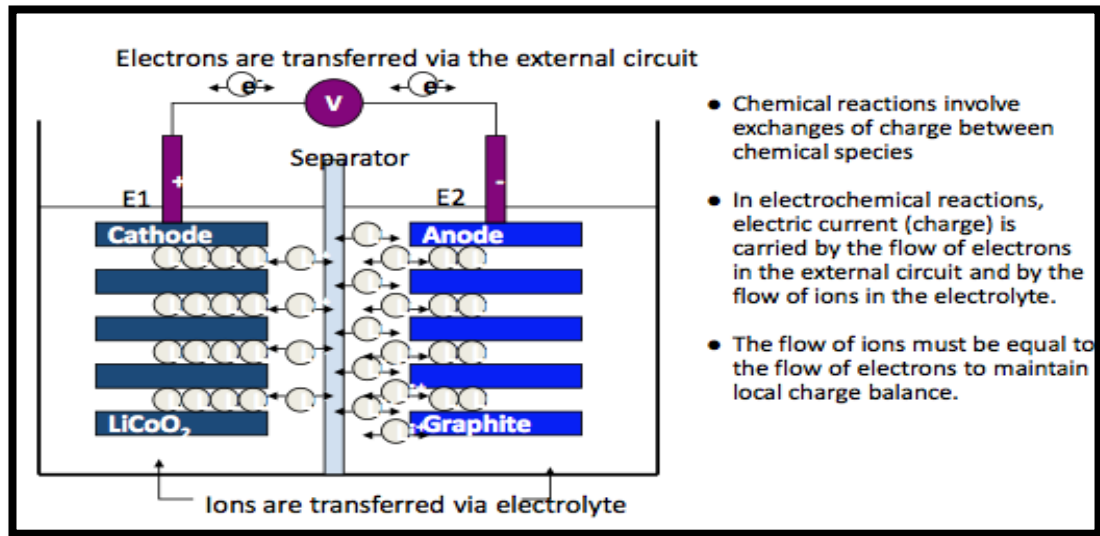 Electrons are transferred via the external circuit
e-
e-
V
Separator
+
-
E1
E2
Cathode
Anode
LiCoO2
Graphite
Ions are transferred via electrolyte
• Chemical reactions involve
exchanges of charge between
chemical species
• In electrochemical reactions,
electric current (charge) is
carried by the flow of electrons
in the external circuit and by the
flow of ions in the electrolyte.
• The flow of ions must be equal to
the flow of electrons to maintain
local charge balance.